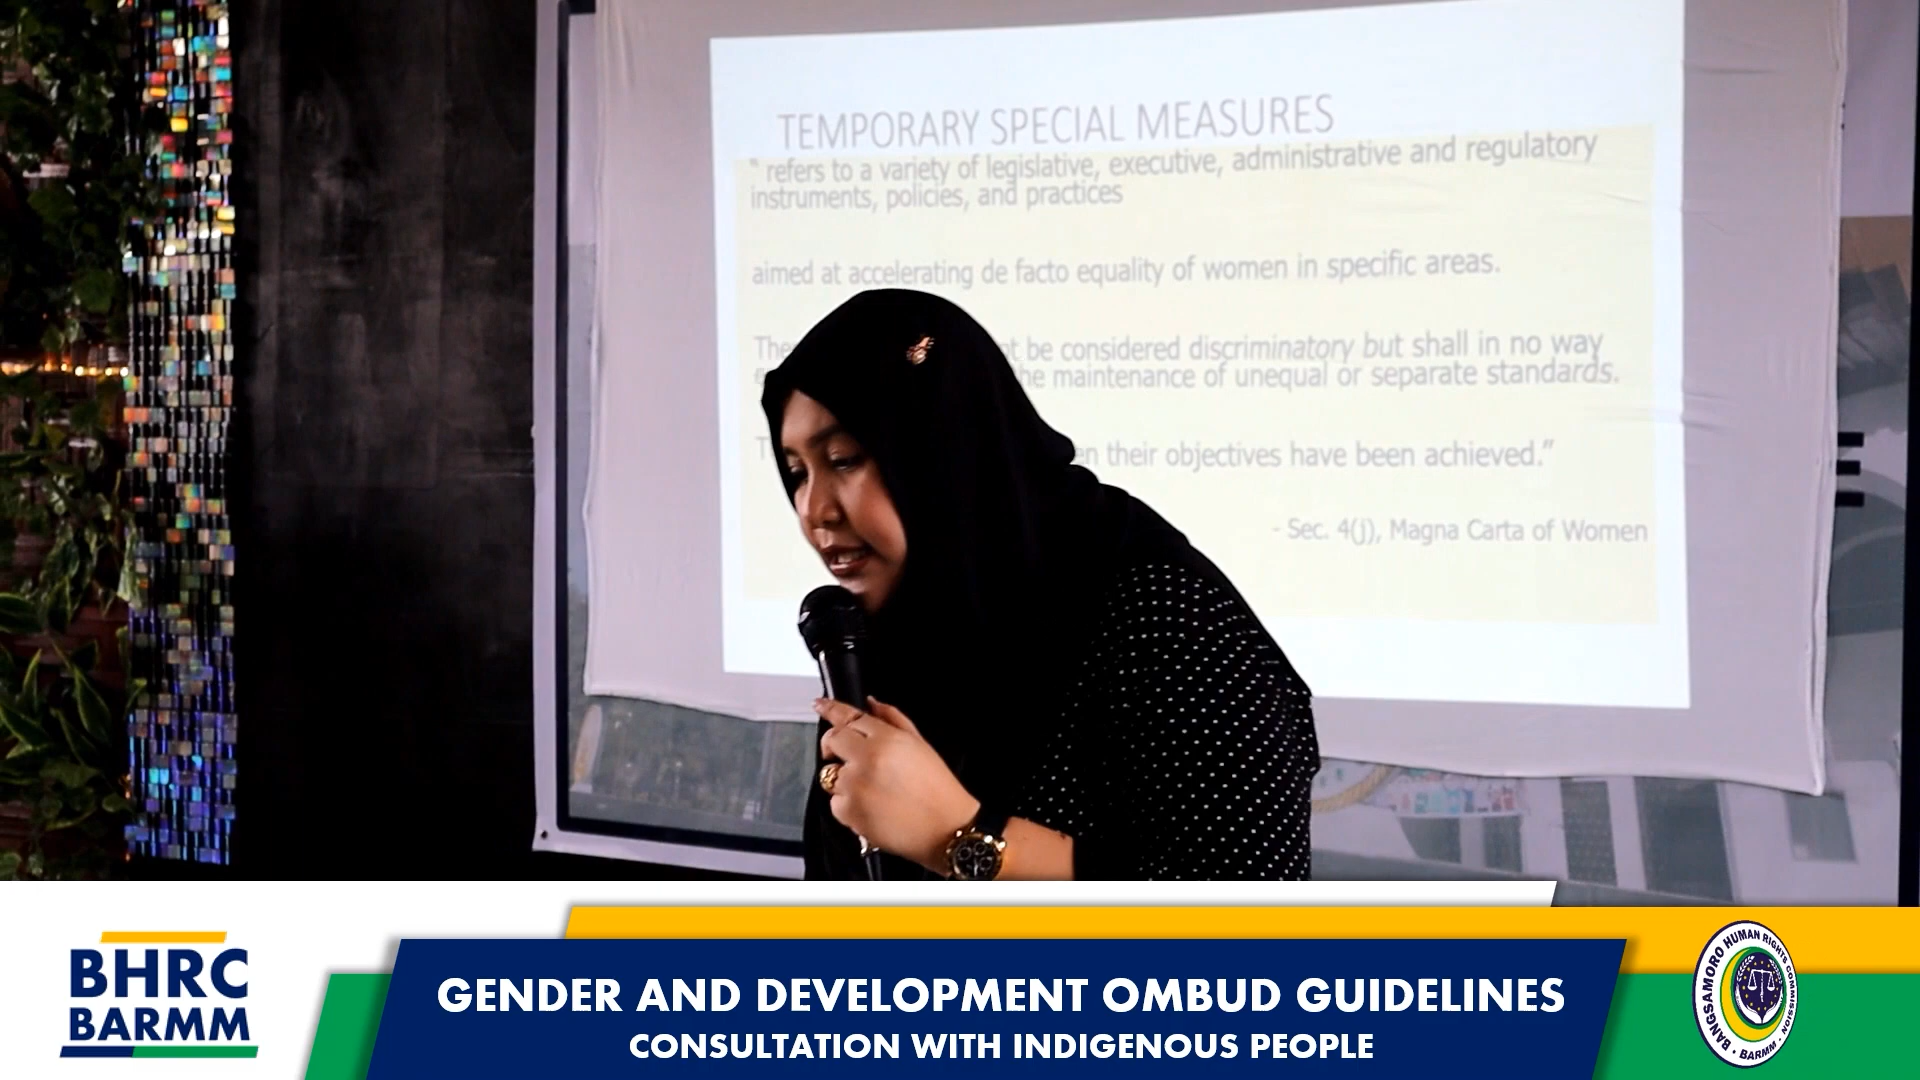 TEMPORARY SPECIAL MEASURES
“ refers to a variety of legislative, executive, administrative and regulatory
instruments, policies, and practices
aimed at accelerating de facto equality of women in specific areas.
be considered discriminatory but shall in no way
maintenance of unequal or separate standards.
their objectives have been achieved.”
- Sec. 4(j), Magna Carta of Women
BHRC
BARMM
GENDER AND DEVELOPMENT OMBUD GUIDELINES
CONSULTATION WITH INDIGENOUS PEOPLE
BANGSAMORO HUMAN RIGHTS COMMISSION
• BARMM •